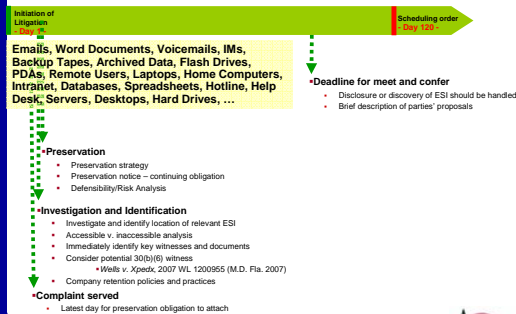 Initiation of
Litigation
- Day 1 -
Scheduling order
- Day 120 -
Emails, Word Documents, Voicemails, IMs,
Backup Tapes, Archived Data, Flash Drives,
PDAs, Remote Users, Laptops, Home Computers,
Intranet, Databases, Spreadsheets, Hotline, Help
Desk, Servers, Desktops, Hard Drives, …
▪Deadline for meet and confer
▪ Disclosure or discovery of ESI should be handled
▪ Brief description of parties' proposals
▪Preservation
▪ Preservation strategy
▪ Preservation notice – continuing obligation
▪ Defensibility/Risk Analysis
▪Investigation and Identification
▪ Investigate and identify location of relevant ESI
▪ Accessible v. inaccessible analysis
▪ Immediately identify key witnesses and documents
▪ Consider potential 30(b)(6) witness
▪Wells v. Xpedx, 2007 WL 1200955 (M.D. Fla. 2007)
▪ Company retention policies and practices
▪Complaint served
▪ Latest day for preservation obligation to attach